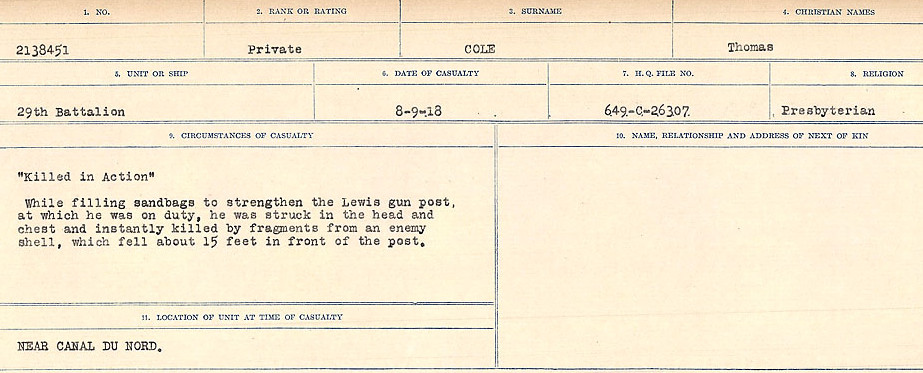 1. NO. 2. RANK OR RATING 3. SURNAME 4. CHRISTIAN NAMES
2138451 Private COLE Thomas
5. UNIT OR SHIP 6. DATE OF CASUALTY 7. H.Q. FILE NO. 8. RELIGION
29th Battalion 8-9-18 649-C-26307. Presbyterian
9. CIRCUMSTANCES OF CASUALTY 10. NAME, RELATIONSHIP AND ADDRESS OF NEXT OF KIN
"Killed in Action"
While filling sandbags to strengthen the Lewis gun post,
at which he was on duty, he was struck in the head and
chest and instantly killed by fragments from an enemy
shell, which fell about 15 feet in front of the post.
11. LOCATION OF UNIT AT TIME OF CASUALTY
NEAR CANAL DU NORD.